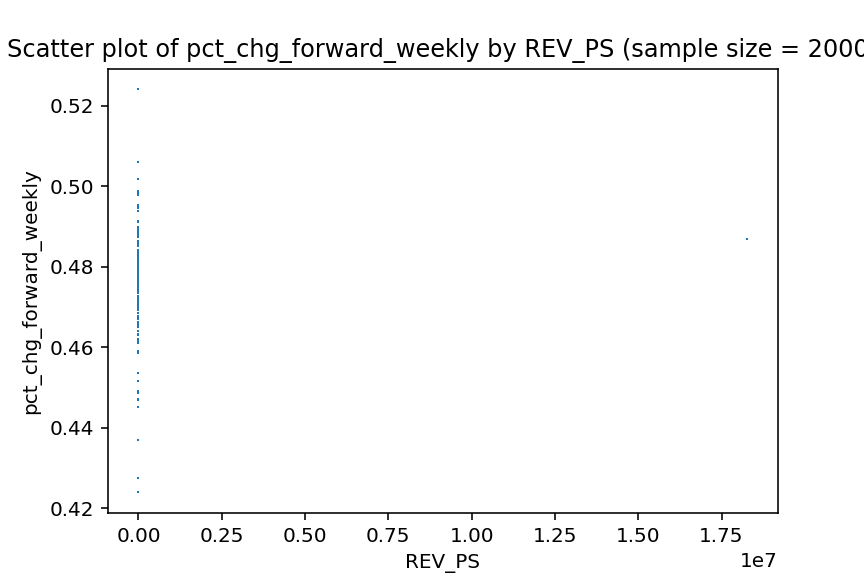 Scatter plot of pct_chg_forward_weekly by REV_PS (sample size = 2000
0.52
0.50
0.48
0.46
0.44
0.42
pct_chg_forward_weekly
0.00 0.25 0.50 0.75 1.00 1.25 1.50 1.75
REV_PS
1e7